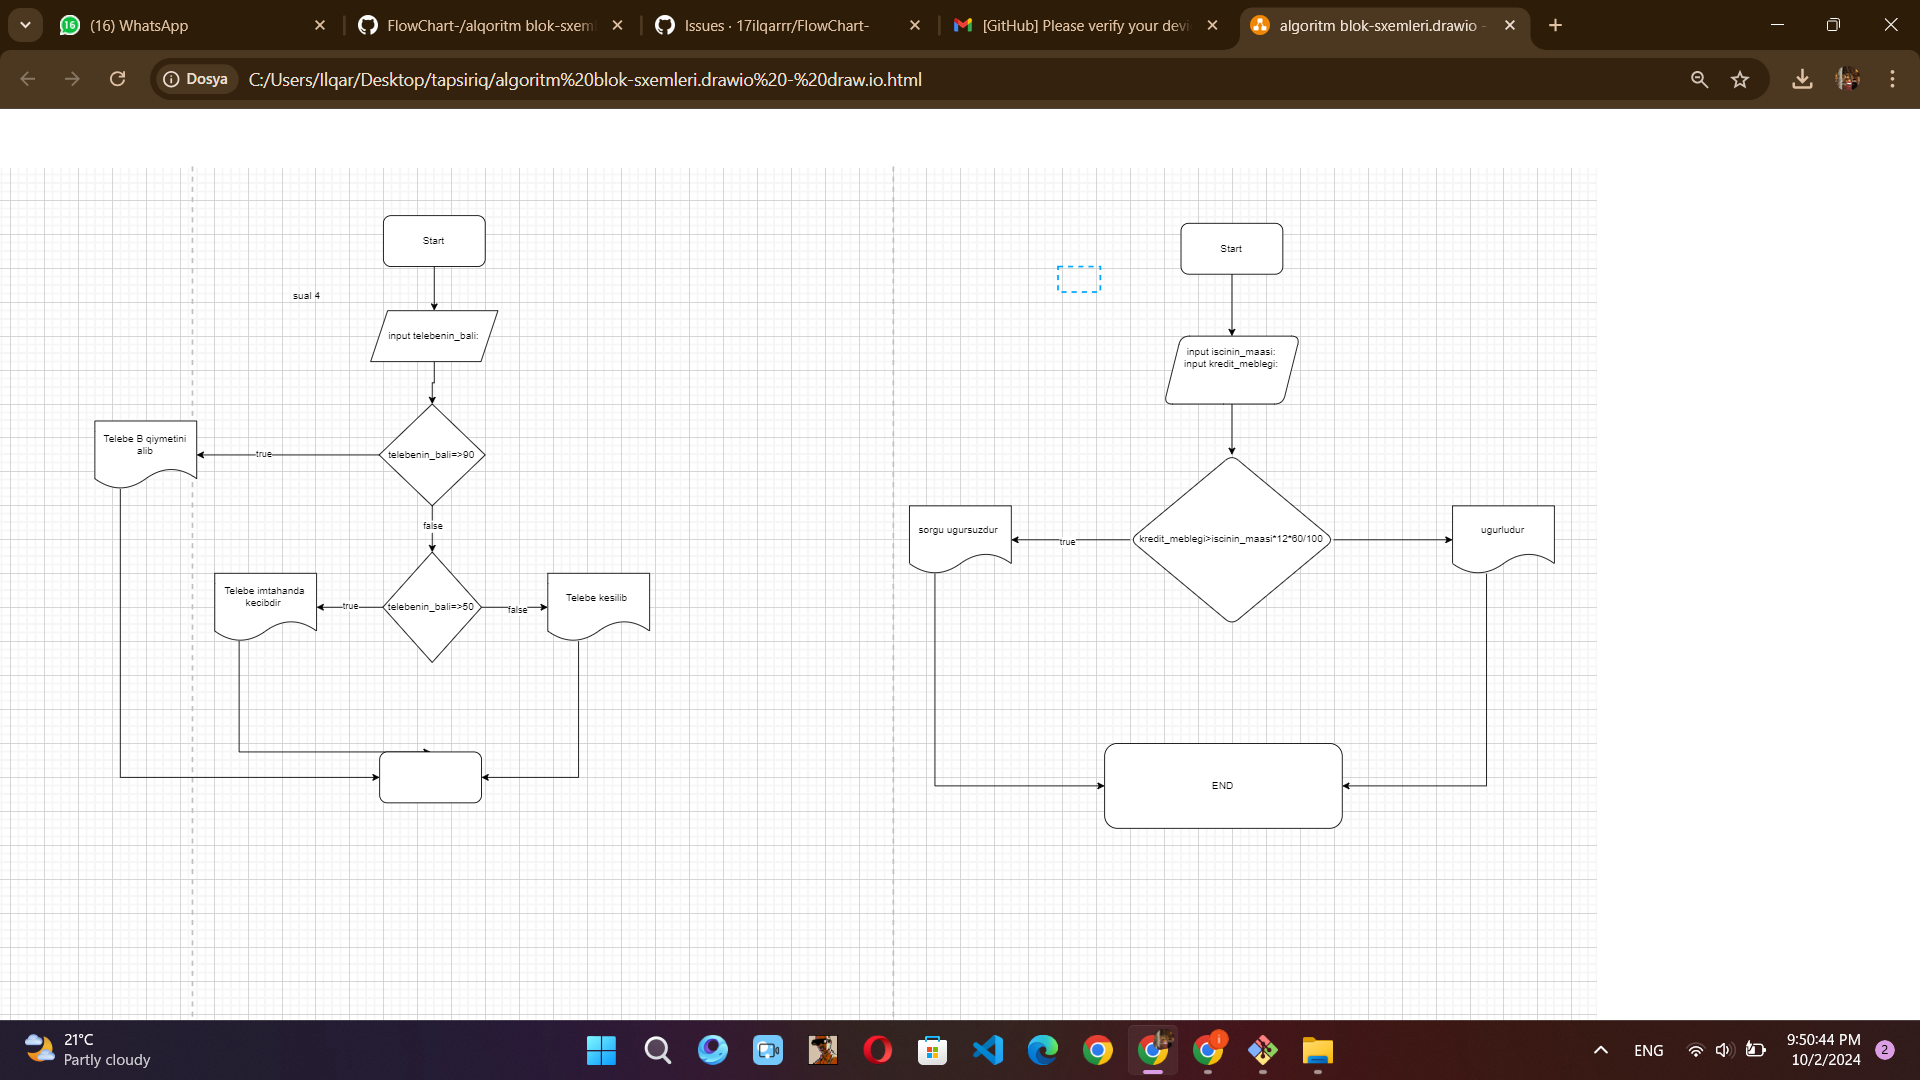 (16) WhatsApp
FlowChart-/alqoritm blok-sxeml
Issues · 17ilqarrr/FlowChart-
[GitHub] Please verify your devi
algoritm blok-sxemleri.drawio -
Dosya
C:/Users/Ilqar/Desktop/tapsiriq/algoritm%20blok-sxemleri.drawio%20-%20draw.io.html
Start
sual 4
input telebenin_bali:
Telebe B qiymetini
alib
true
telebenin_bali=>90
false
Telebe imtahanda
kecibdir
true
telebenin_bali=>50
false
Telebe kesilib
Start
input iscinin_maasi:
input kredit_meblegi:
sorgu ugursuzdur
true
kredit_meblegi>iscinin_maasi*12*60/100
ugurludur
END
21°C
Partly cloudy
ENG
9:50:44 PM
10/2/2024
2